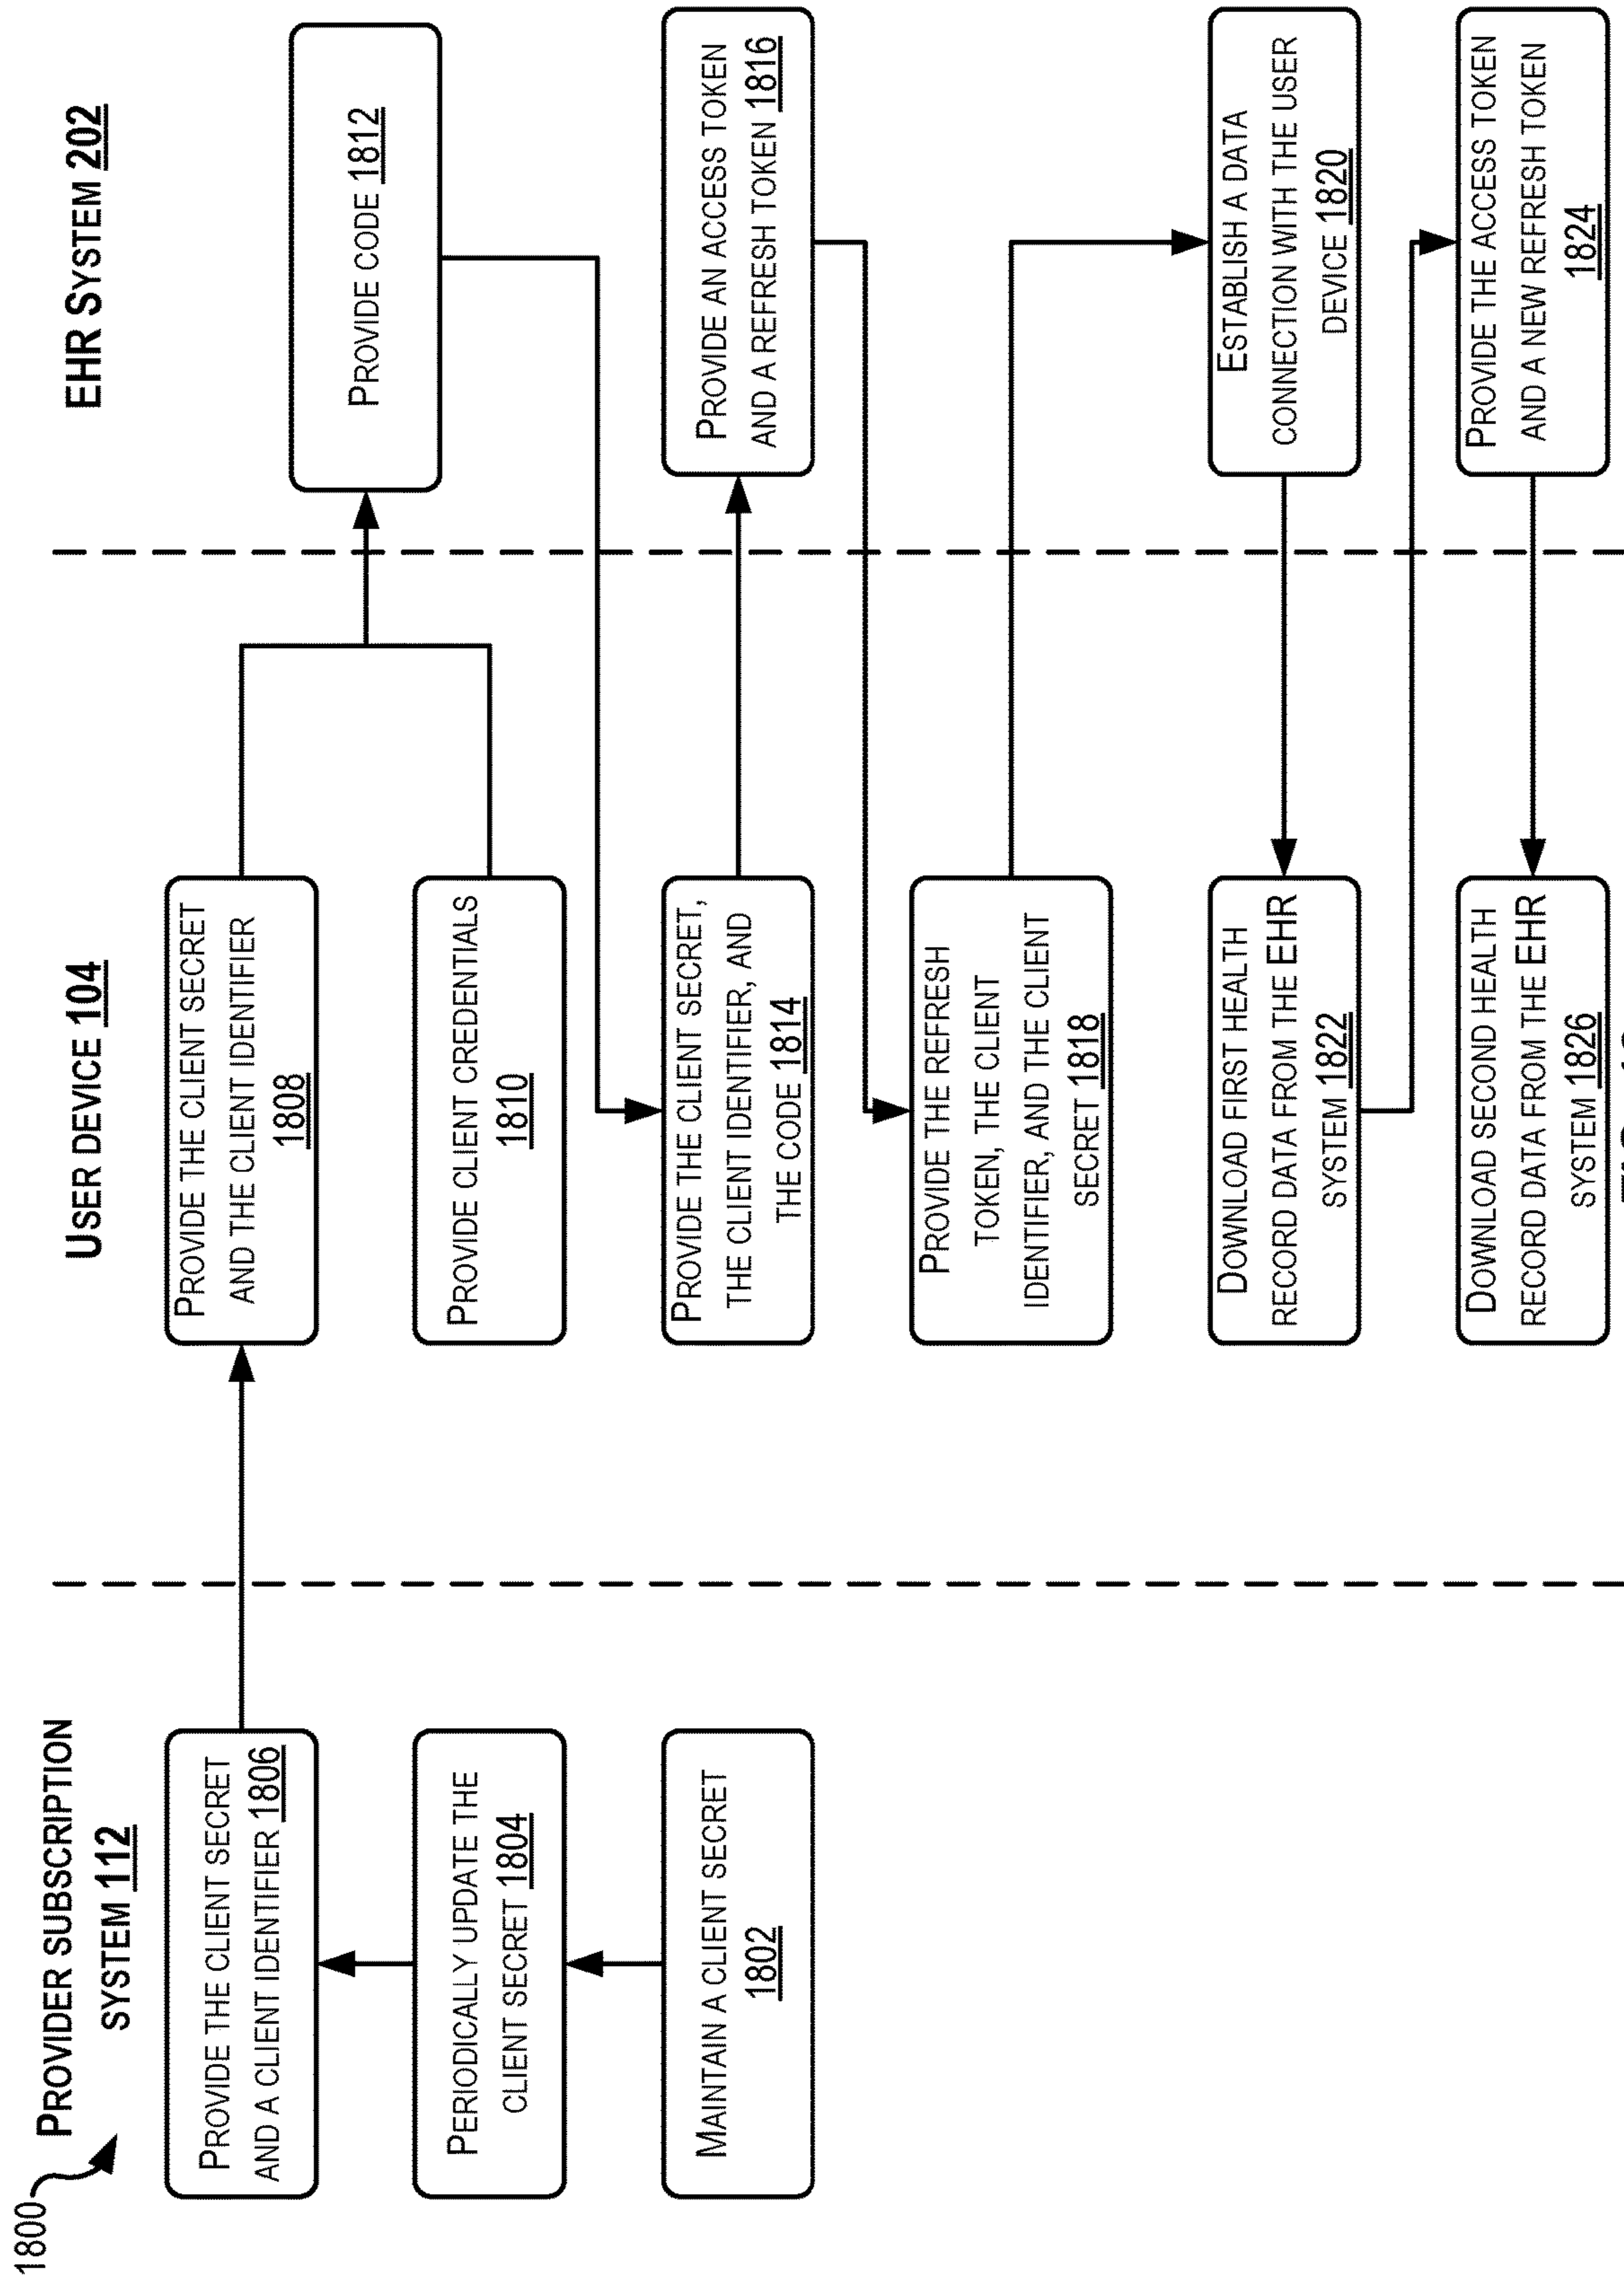 1800
PROVIDER SUBSCRIPTION
SYSTEM 112
USER DEVICE 104
EHR SYSTEM 202
PROVIDE THE CLIENT SECRET
AND A CLIENT IDENTIFIER 1806
PERIODICALLY UPDATE THE
CLIENT SECRET 1804
MAINTAIN A CLIENT SECRET
1802
PROVIDE THE CLIENT SECRET
AND THE CLIENT IDENTIFIER
1808
PROVIDE CLIENT CREDENTIALS
1810
PROVIDE THE CLIENT SECRET,
THE CLIENT IDENTIFIER, AND
THE CODE 1814
PROVIDE THE REFRESH
TOKEN, THE CLIENT
IDENTIFIER, AND THE CLIENT
SECRET 1818
DOWNLOAD FIRST HEALTH
RECORD DATA FROM THE EHR
SYSTEM 1822
DOWNLOAD SECOND HEALTH
RECORD DATA FROM THE EHR
SYSTEM 1826
PROVIDE CODE 1812
PROVIDE AN ACCESS TOKEN
AND A REFRESH TOKEN 1816
ESTABLISH A DATA
CONNECTION WITH THE USER
DEVICE 1820
PROVIDE THE ACCESS TOKEN
AND A NEW REFRESH TOKEN
1824